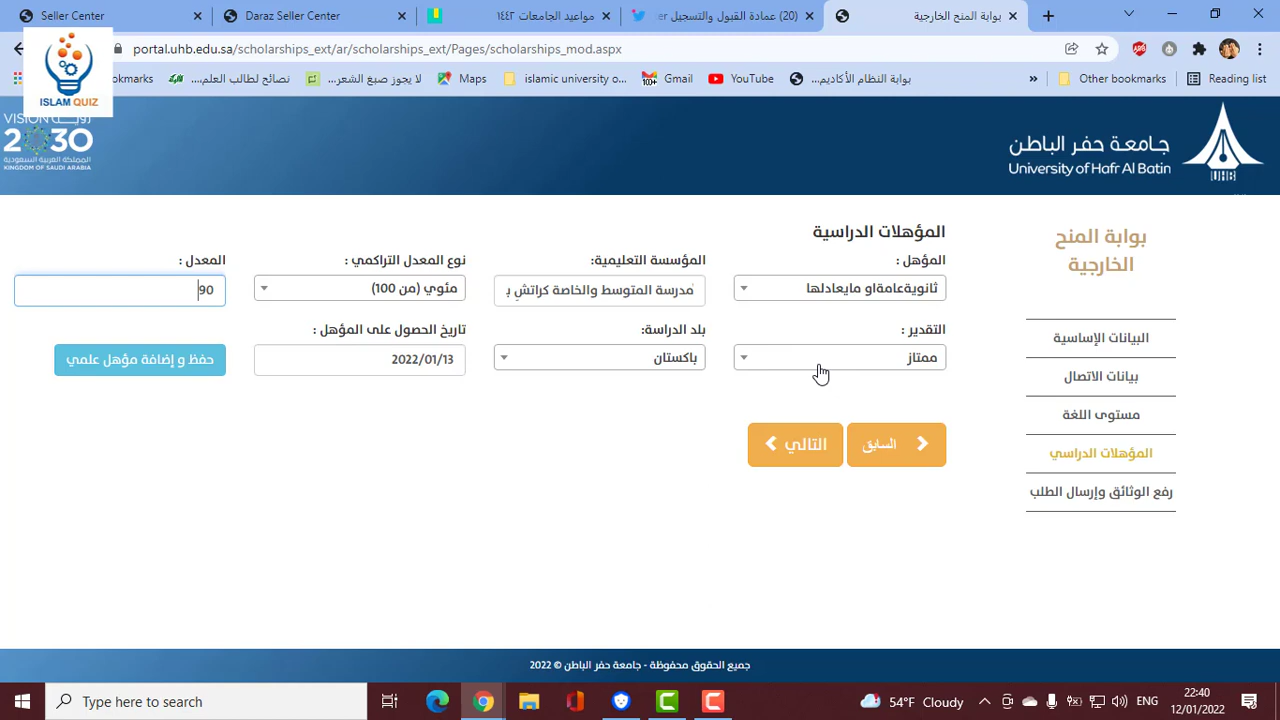 Seller Center
Daraz Seller Center
مواعيد الجامعات ١٤٤٢
(20) عمادة القبول والتسجيل
بوابة المنح الخارجية
portal.uhb.edu.sa/scholarships_ext/ar/scholarships_ext/Pages/scholarships_mod.aspx
نصائح لطالب العلم...
لا يجوز صبغ الشعر...
Maps
islamic university o...
Gmail
YouTube
بوابة النظام الأكاديم...
Other bookmarks
Reading list
ISLAM QUIZ
VISION رؤية
2030
المملكة العربية السعودية
KINGDOM OF SAUDI ARABIA
جامعة حفر الباطن
University of Hafr Al Batin
UHB
بوابة المنح
الخارجية
البيانات الإساسية
بيانات الاتصال
مستوى اللغة
المؤهلات الدراسي
رفع الوثائق وإرسال الطلب
المؤهلات الدراسية
المؤهل :
المؤسسة التعليمية:
نوع المعدل التراكمي :
المعدل :
ثانويةعامةاو مايعادلها
مدرسة المتوسط والخاصة كراتش ب
مئوي (من 100)
90
التقدير :
بلد الدراسة:
تاريخ الحصول على المؤهل :
ممتاز
باكستان
2022/01/13
حفظ و إضافة مؤهل علمي
السابق
التالي
جميع الحقوق محفوظة - جامعة حفر الباطن © 2022
Type here to search
54°F Cloudy
ENG
22:40
12/01/2022